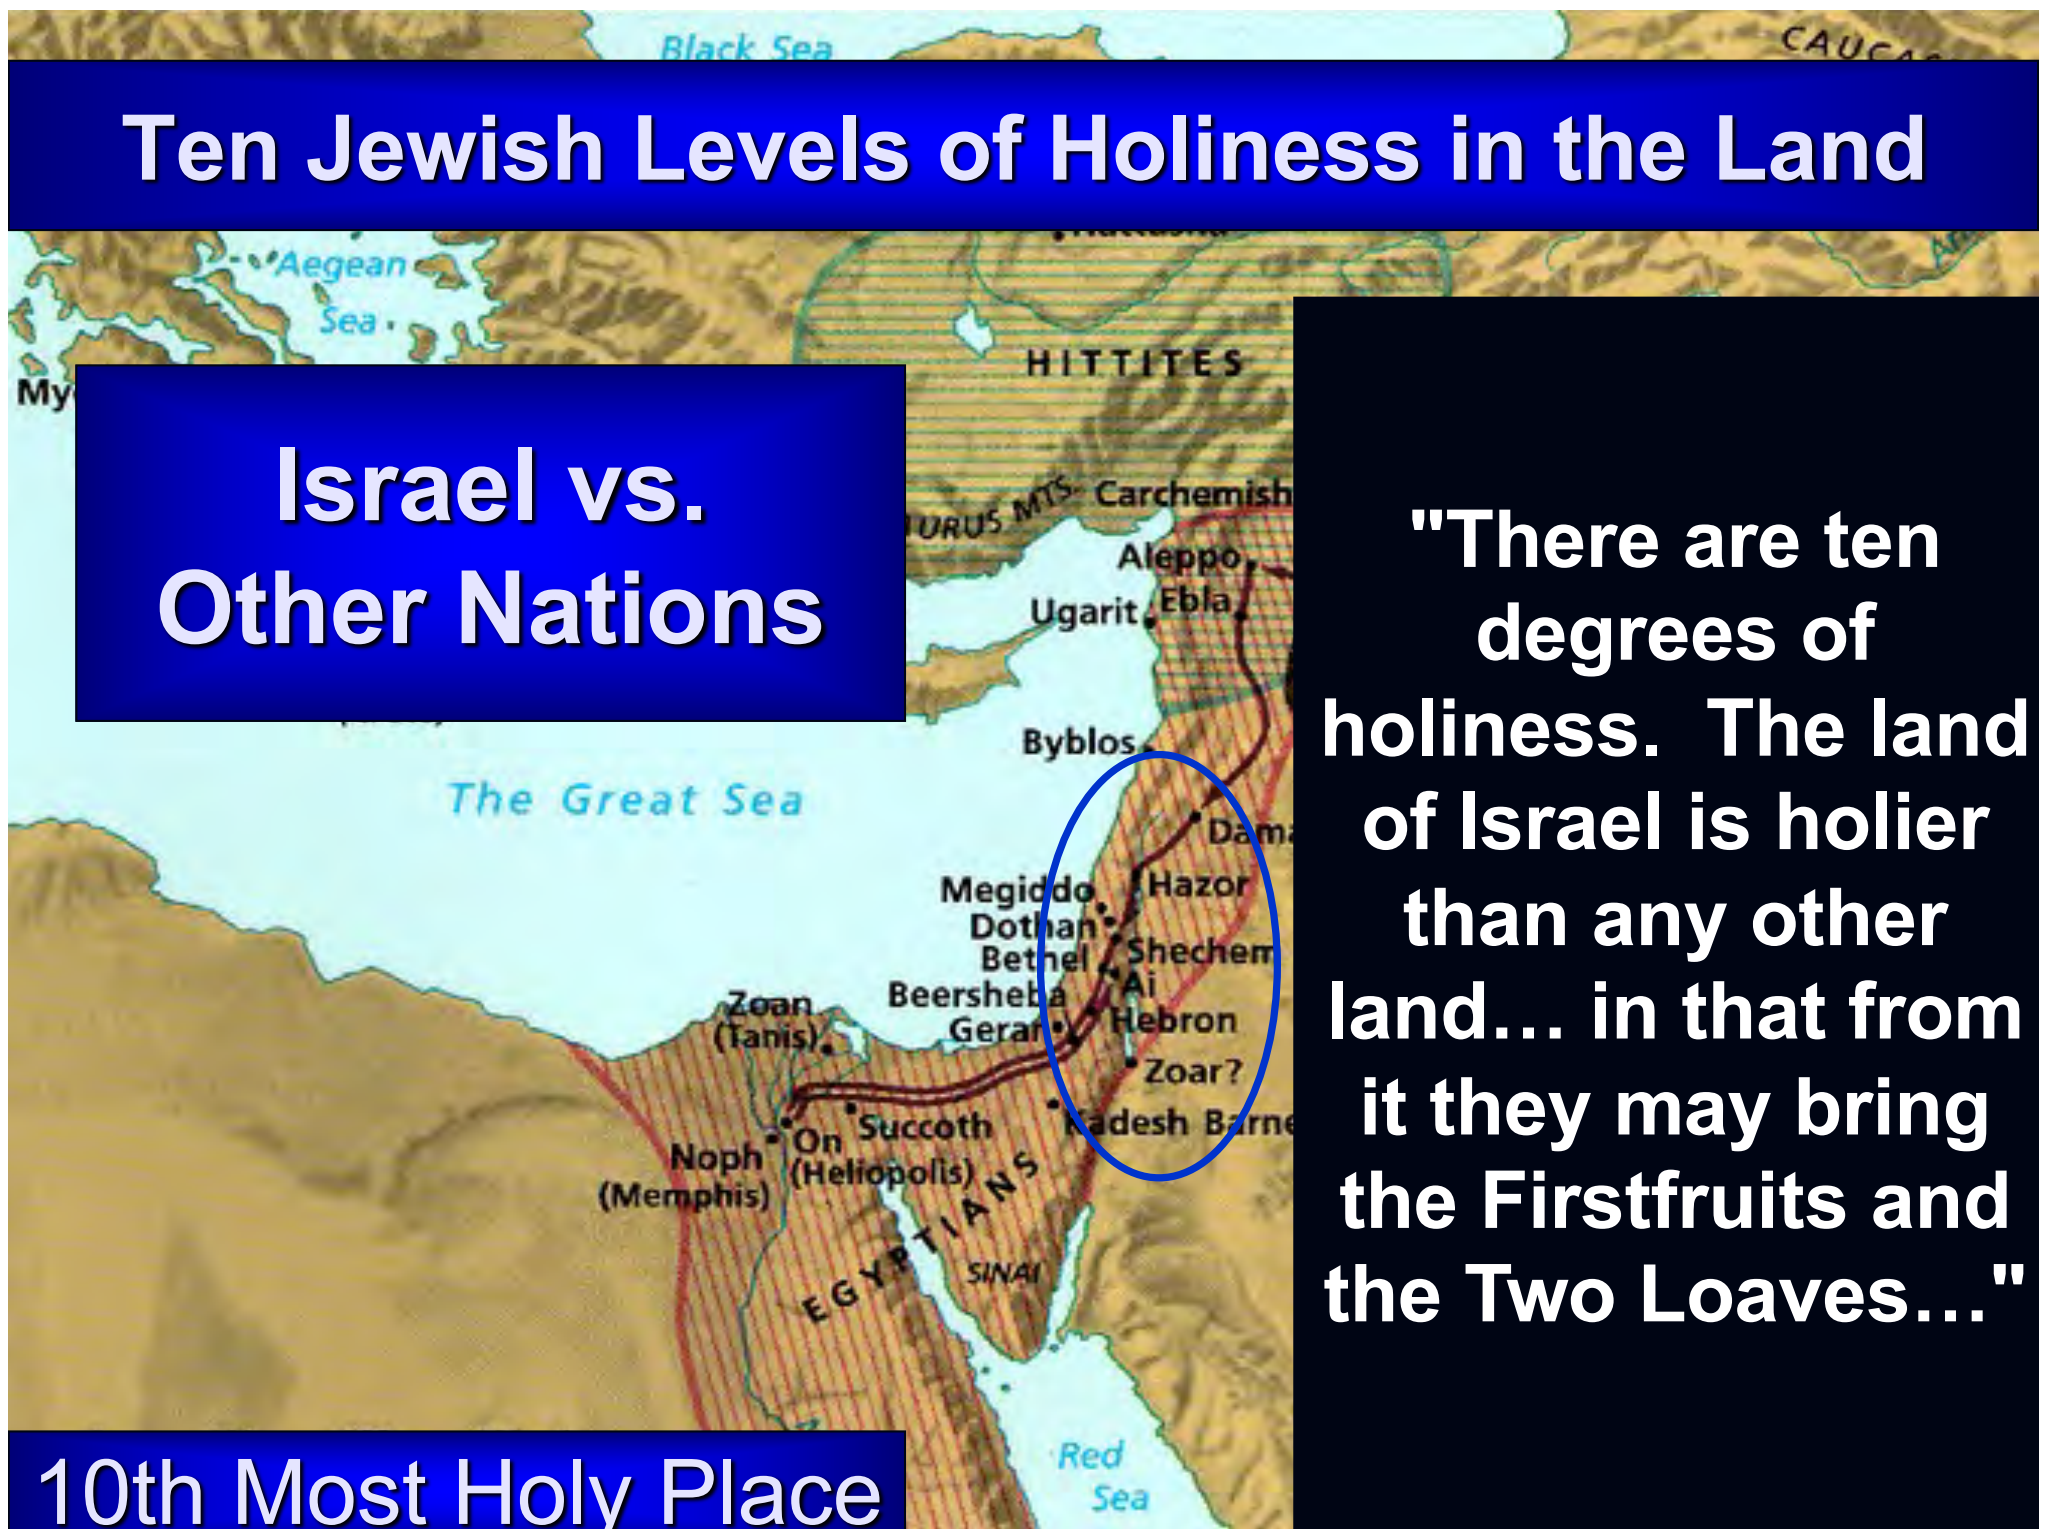 Black Sea
Ten Jewish Levels of Holiness in the Land
Aegean
Sea
HITTITES
Israel vs.
Other Nations
Carchemish
Aleppo
Ugarit
Ebla
Byblos
The Great Sea
Megiddo
Hazor
Dothan
Bethel
Shechem
Ai
Beersheba
Hebron
Gerar
Zoan
(Tanis)
Zoar?
Succoth
On
(Heliopolis)
Noph
(Memphis)
EGYPTIANS
SINAI
Red
Sea
"There are ten
degrees of
holiness.  The land
of Israel is holier
than any other
land… in that from
it they may bring
the Firstfruits and
the Two Loaves…"
10th Most Holy Place